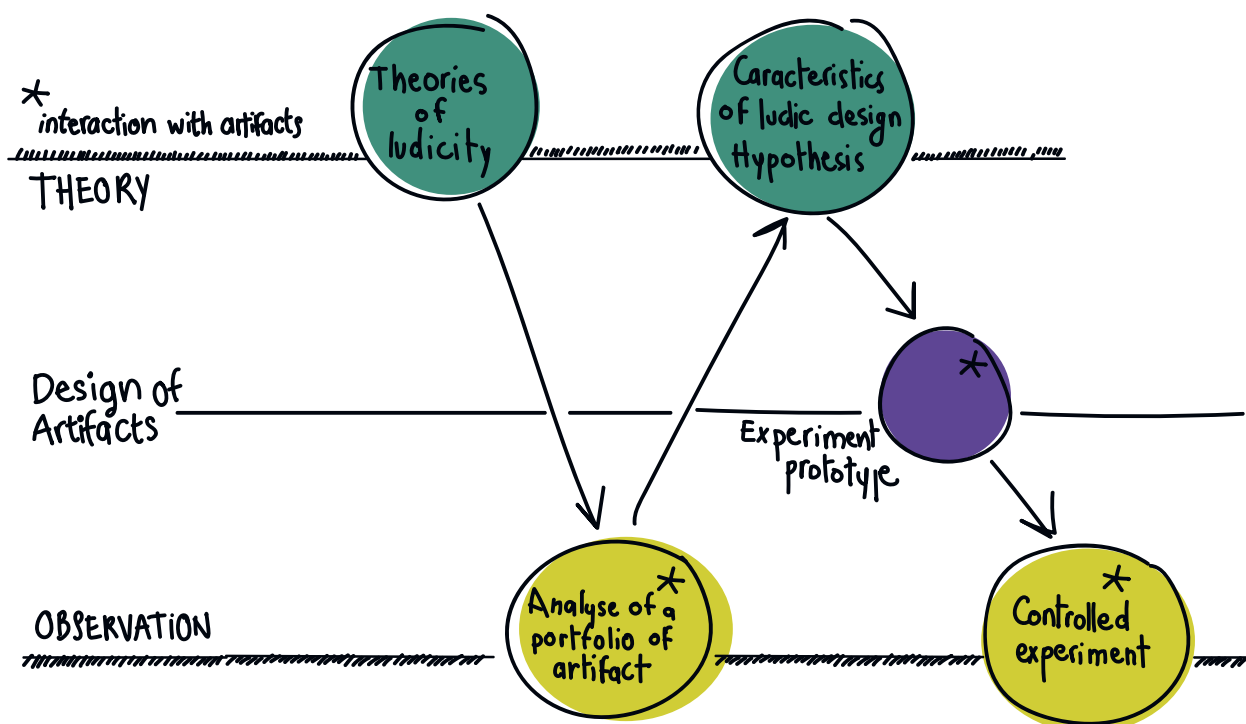 *
interaction with artifacts
THEORY
Theories
of
ludicity
Caracteristics
of ludic design
Hypothesis
Design of
Artifacts
*
Experiment
prototype
OBSERVATION
*
Analyse of a
portfolio of
artifact
*
Controlled
experiment